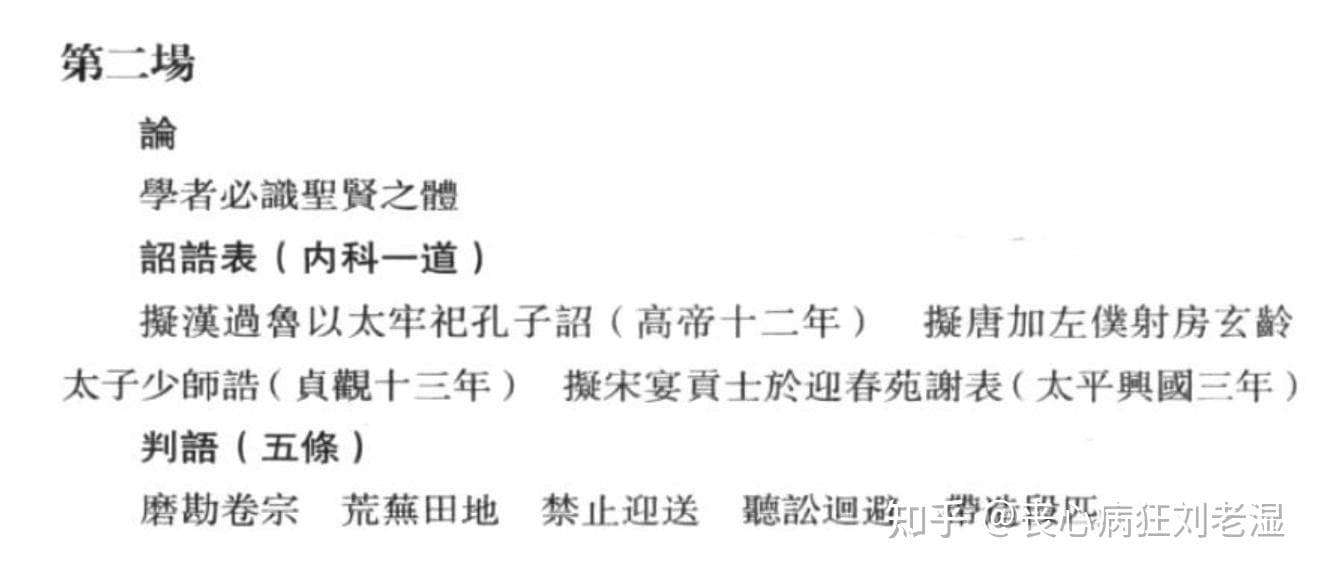 第二場
論
學者必識聖賢之體
詔誥表（内科一道）
擬漢過魯以太牢祀孔子詔（高帝十二年） 擬唐加左僕射房玄齡
太子少師誥（貞觀十三年） 擬宋宴貢士於迎春苑謝表（太平興國三年）
判語（五條）
磨勘卷宗 荒蕪田地 禁止迎送 聽訟迴避 帶造段匹
知乎 @丧心病狂刘老湿